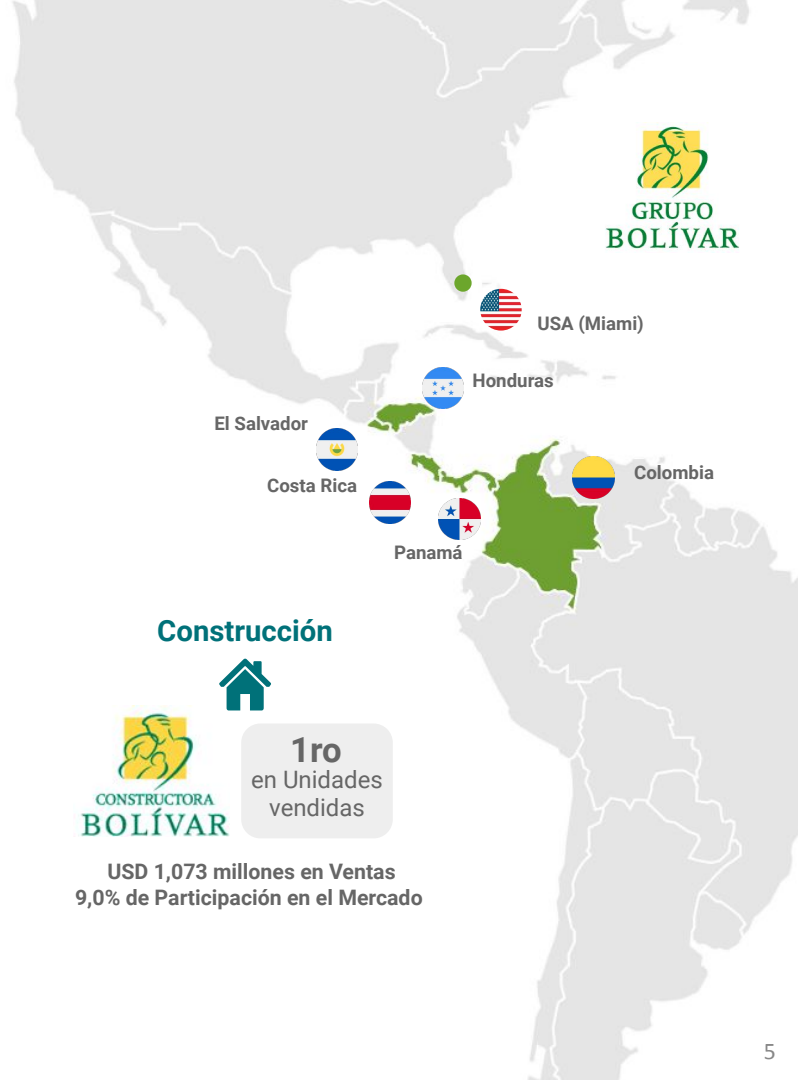 GRUPO
BOLÍVAR
USA (Miami)
Honduras
El Salvador
Costa Rica
Colombia
Panamá
Construcción
CONSTRUCTORA
BOLÍVAR
1ro
en Unidades
vendidas
USD 1,073 millones en Ventas
9,0% de Participación en el Mercado
5